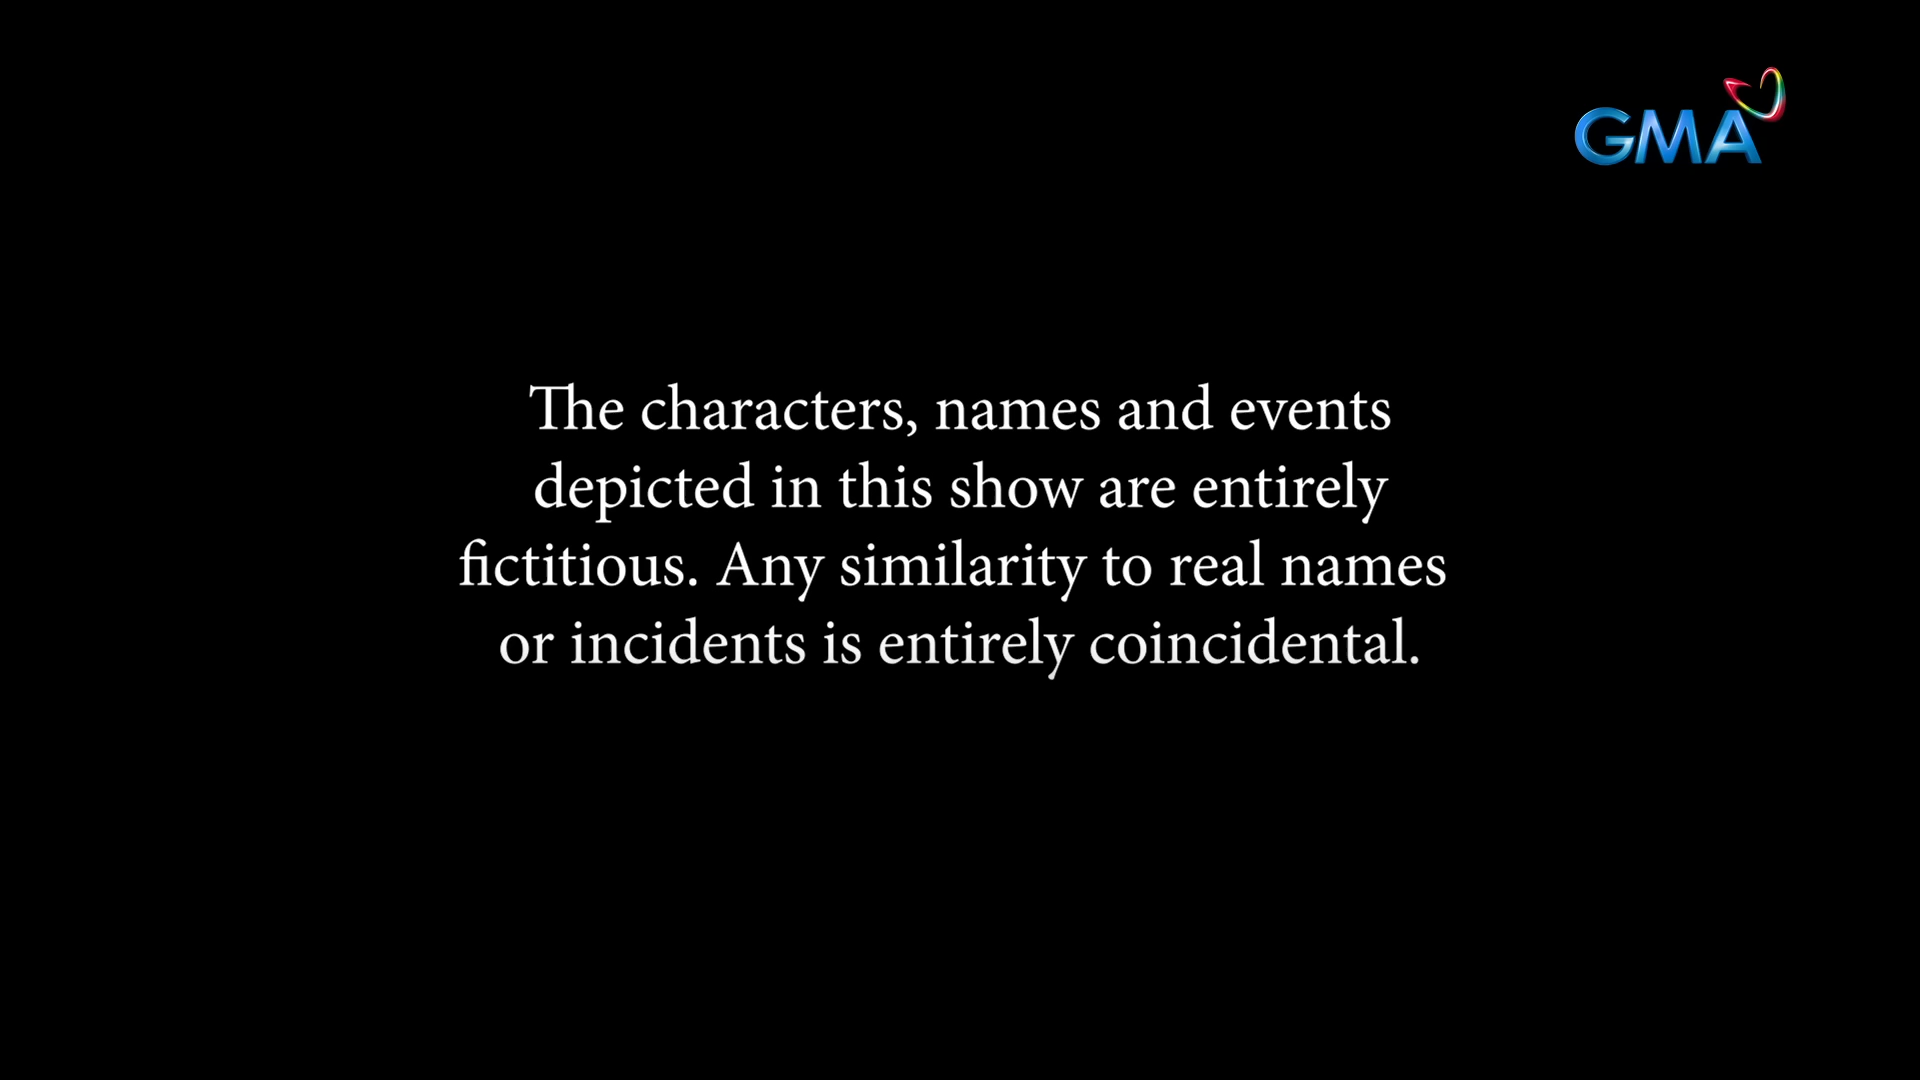 GMA
The characters, names and events
depicted in this show are entirely
fictitious. Any similarity to real names
or incidents is entirely coincidental.